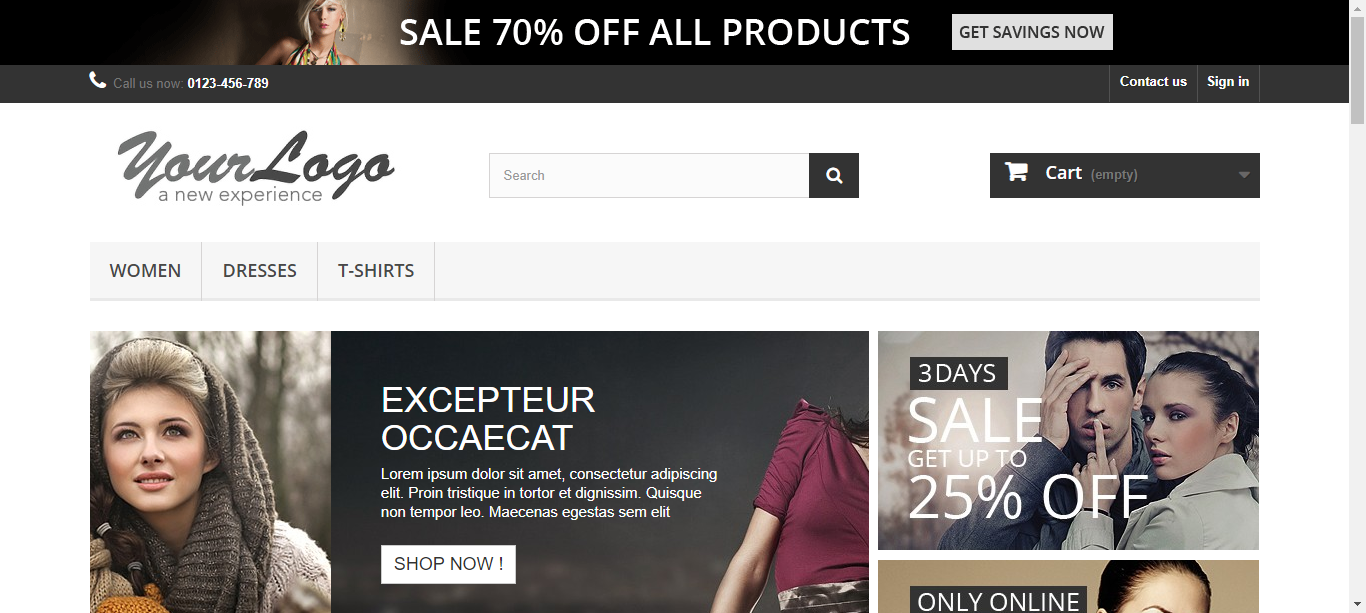 SALE 70% OFF ALL PRODUCTS
GET SAVINGS NOW
Call us now: 0123-456-789
Contact us
Sign in
YourLogo
a new experience
Search
Cart (empty)
WOMEN
DRESSES
T-SHIRTS
EXCEPTEUR
OCCAECAT
Lorem ipsum dolor sit amet, consectetur adipiscing
elit. Proin tristique in tortor et dignissim. Quisque
non tempor leo. Maecenas egestas sem elit
SHOP NOW !
3 DAYS
SALE
GET UP TO
25% OFF
ONLY ONLINE